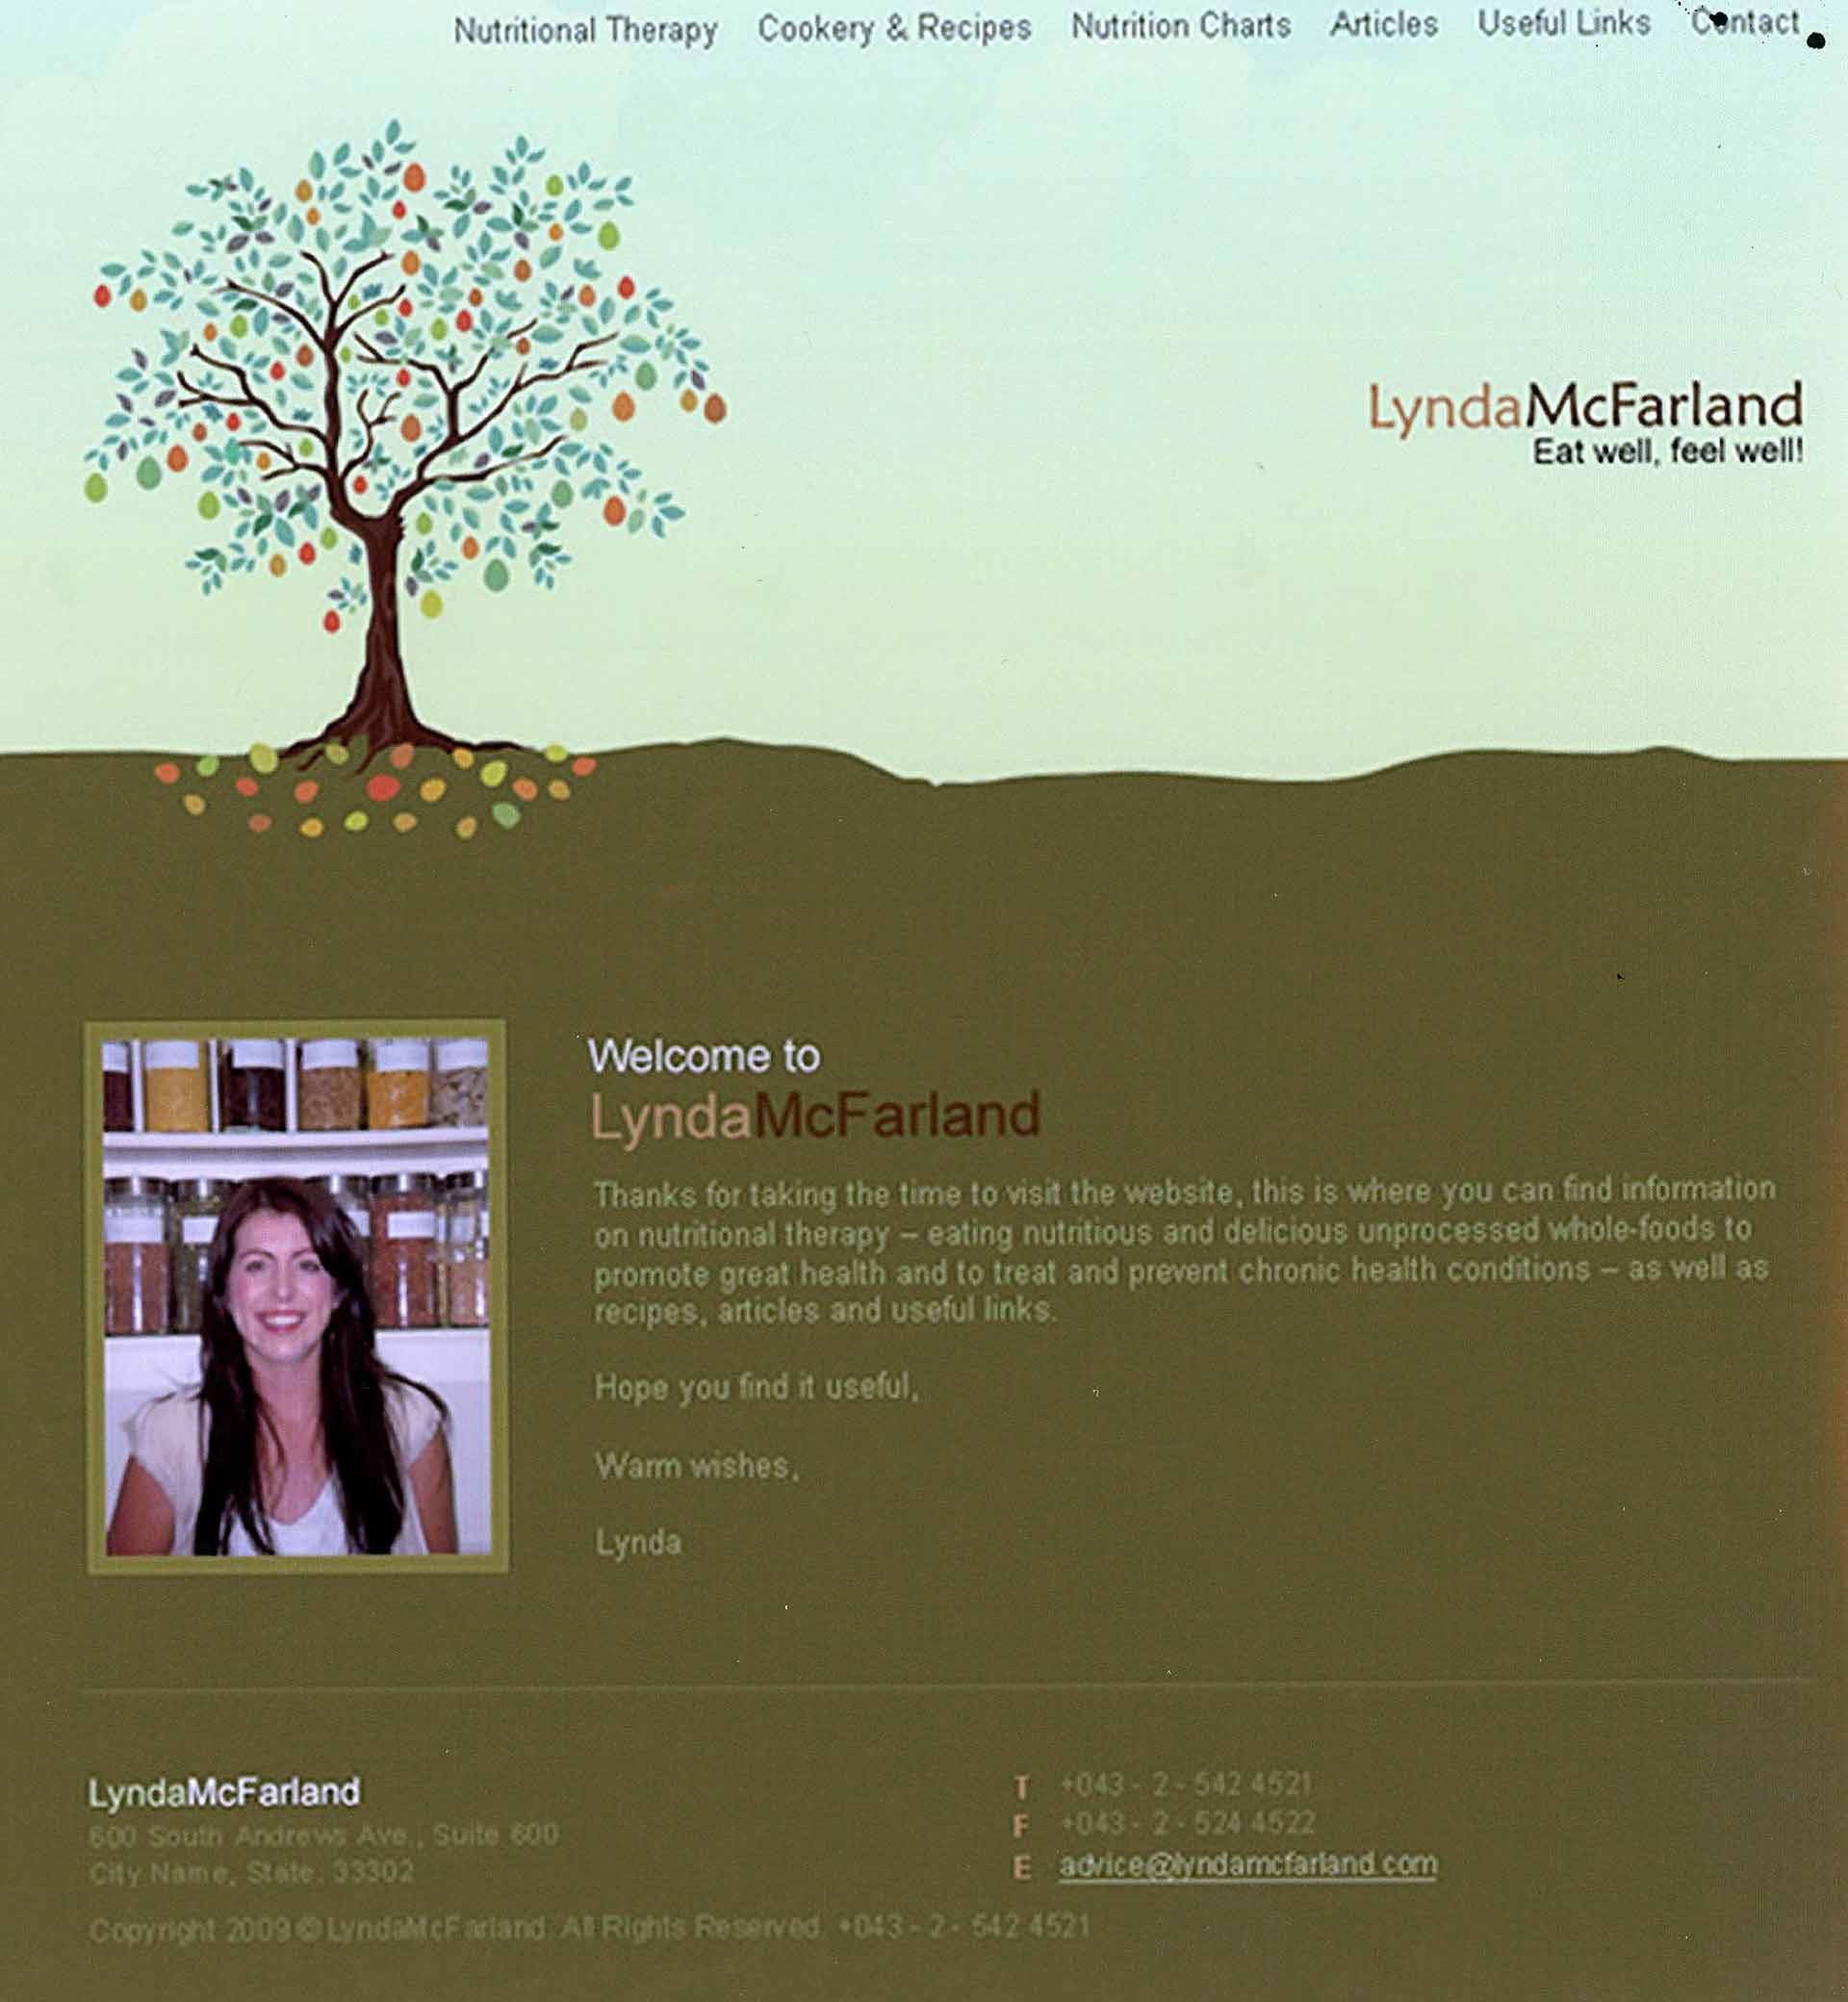 Nutritional Therapy Cookery & Recipes Nutrition Charts Articles Useful Links Contact
LyndaMcFarland
Eat well, feel well!
Welcome to
LyndaMcFarland
Thanks for taking the time to visit the website, this is where you can find information
on nutritional therapy – eating nutritious and delicious unprocessed whole-foods to
promote great health and to treat and prevent chronic health conditions – as well as
recipes, articles and useful links.
Hope you find it useful,
Warm wishes,
Lynda
LyndaMcFarland
600 South Andrews Ave., Suite 600
City Name, State. 33302
T +043 - 2 - 542 4521
F +043 - 2 - 524 4522
E advice@lyndamcfarland.com
Copyright 2009 © LyndaMcFarland. All Rights Reserved. +043 - 2 - 542 4521